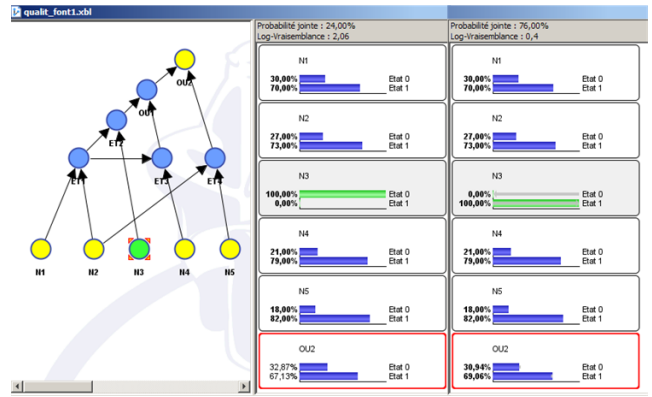 qualit_font1.xbl
OU2
OU1
ET2
ET1
ET3
ET4
N1 N2 N3 N4 N5
Probabilité jointe : 24,00%
Log-Vraisemblance : 2,06
N1
30,00% Etat 0
70,00% Etat 1
N2
27,00% Etat 0
73,00% Etat 1
N3
100,00% Etat 0
0,00% Etat 1
N4
21,00% Etat 0
79,00% Etat 1
N5
18,00% Etat 0
82,00% Etat 1
OU2
32,87% Etat 0
67,13% Etat 1
Probabilité jointe : 76,00%
Log-Vraisemblance : 0,4
N1
30,00% Etat 0
70,00% Etat 1
N2
27,00% Etat 0
73,00% Etat 1
N3
0,00% Etat 0
100,00% Etat 1
N4
21,00% Etat 0
79,00% Etat 1
N5
18,00% Etat 0
82,00% Etat 1
OU2
30,94% Etat 0
69,06% Etat 1